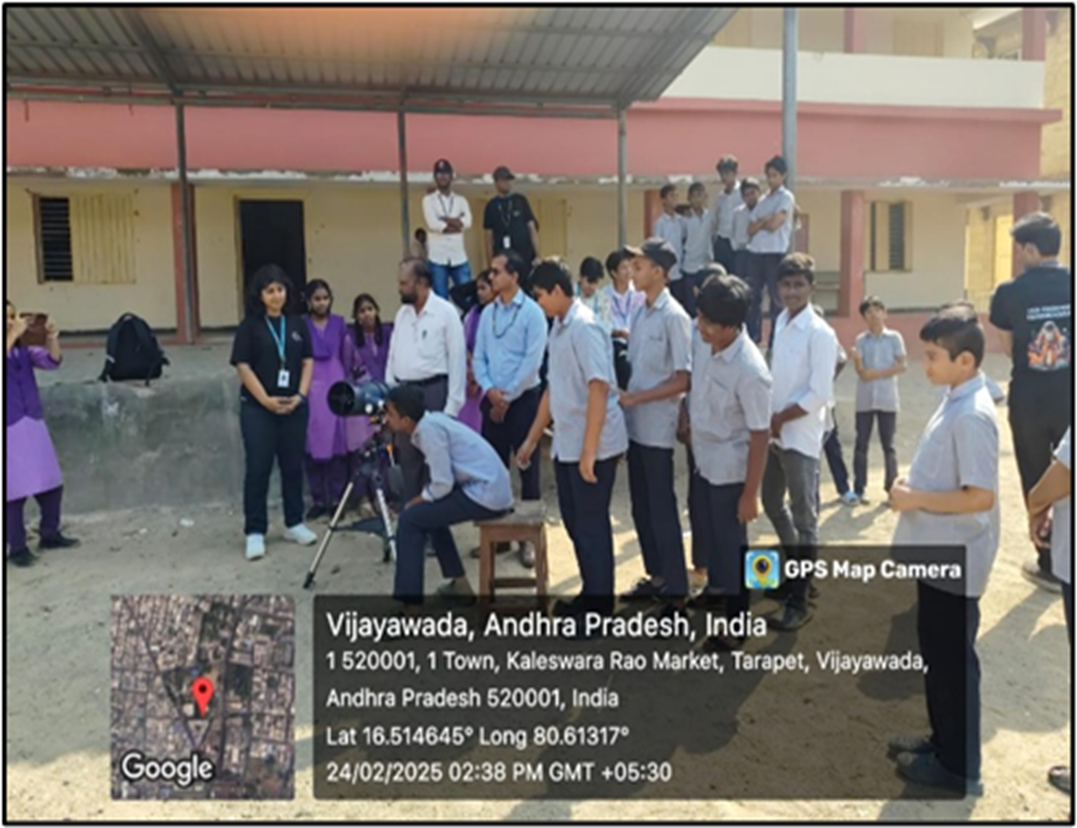 GPS Map Camera
Vijayawada, Andhra Pradesh, India
1 520001, 1 Town, Kaleswara Rao Market, Tarapet, Vijayawada,
Andhra Pradesh 520001, India
Lat 16.514645° Long 80.61317°
24/02/2025 02:38 PM GMT +05:30
Google